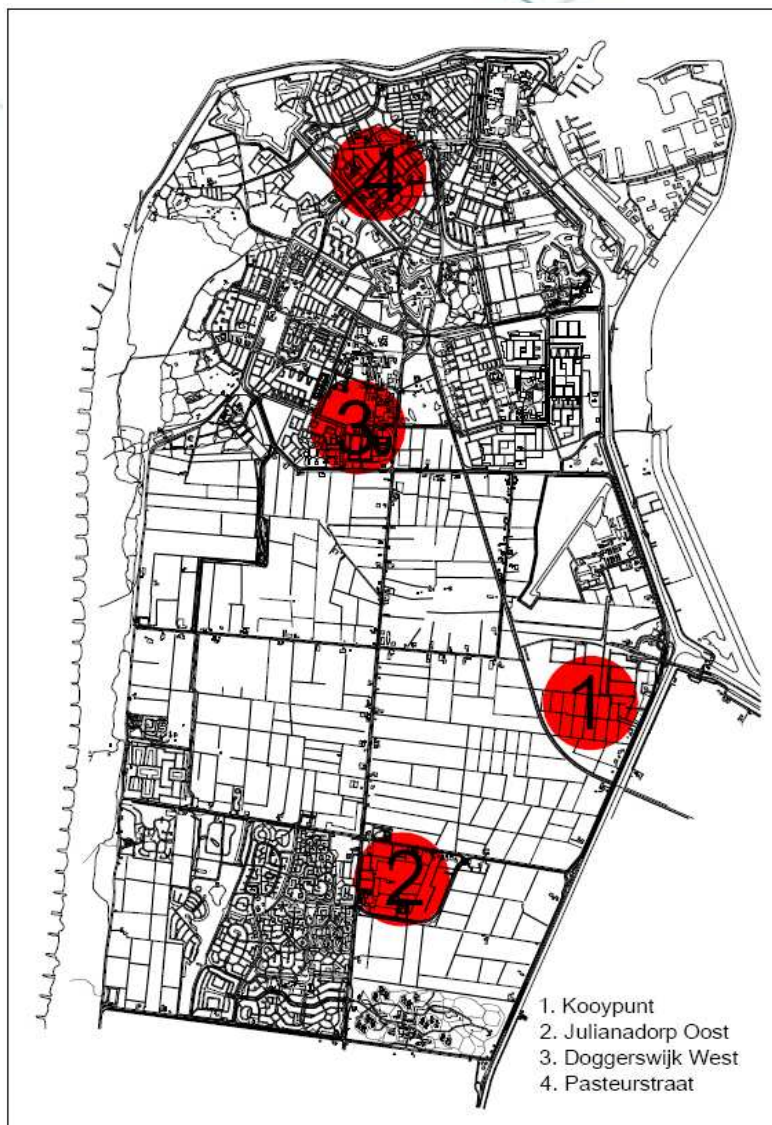 4
3
1
2
1. Kooypunt
2. Julianadorp Oost
3. Doggerswijk West
4. Pasteurstraat